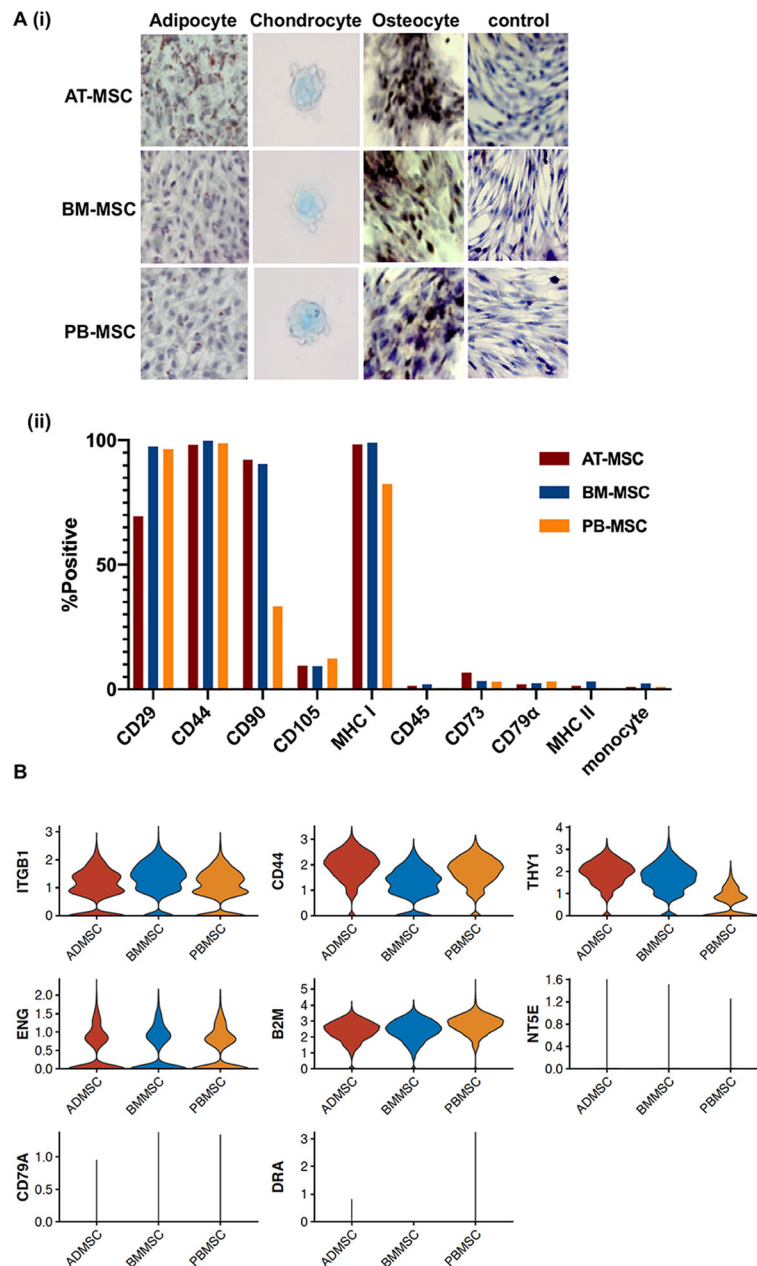 A (i)
Adipocyte Chondrocyte Osteocyte control
AT-MSC
BM-MSC
PB-MSC
(ii)
100
50
0
%Positive
AT-MSC
BM-MSC
PB-MSC
CD29 CD44 CD90 CD105 MHC I CD45 CD73 CD79α MHC II monocyte
B
ITGB1
3
2
1
0
ADMSC BMMSC PBMSC
CD44
3
2
1
0
ADMSC BMMSC PBMSC
THY1
4
3
2
1
0
ADMSC BMMSC PBMSC
ENG
2.0
1.5
1.0
0.5
0.0
ADMSC BMMSC PBMSC
B2M
5
4
3
2
1
0
ADMSC BMMSC PBMSC
NT5E
1.6
1.2
0.8
0.4
0.0
ADMSC BMMSC PBMSC
CD79A
1.0
0.5
0.0
ADMSC BMMSC PBMSC
DRA
3
2
1
0
ADMSC BMMSC PBMSC